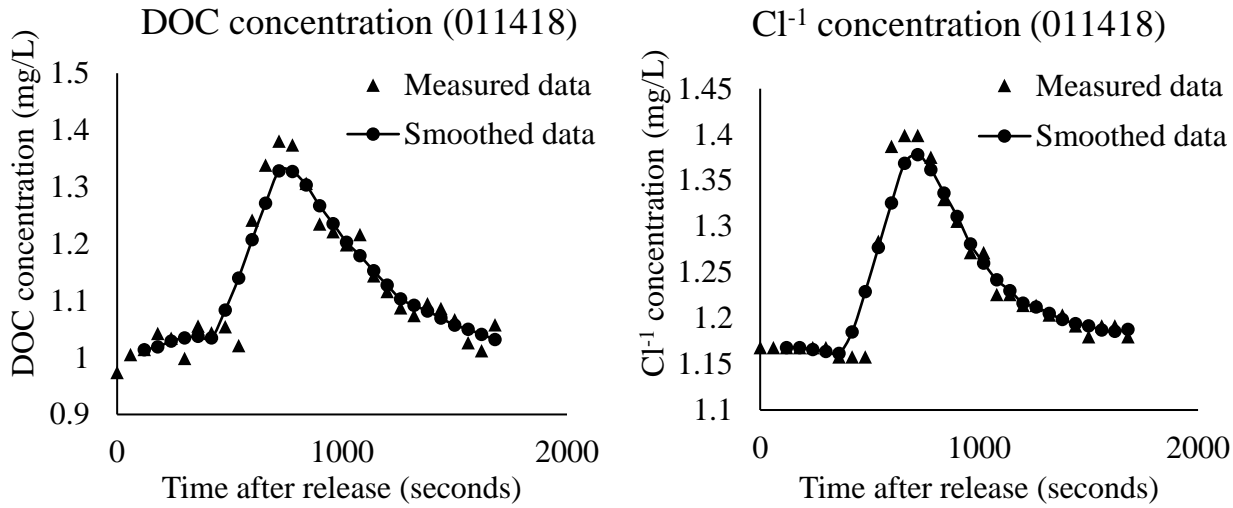 DOC concentration (011418)
DOC concentration (mg/L)
1.5
1.4
1.3
1.2
1.1
1
0.9
Measured data
Smoothed data
0
1000
2000
Time after release (seconds)
Cl⁻¹ concentration (011418)
Cl⁻¹ concentration (mg/L)
1.45
1.4
1.35
1.3
1.25
1.2
1.15
1.1
Measured data
Smoothed data
0
1000
2000
Time after release (seconds)